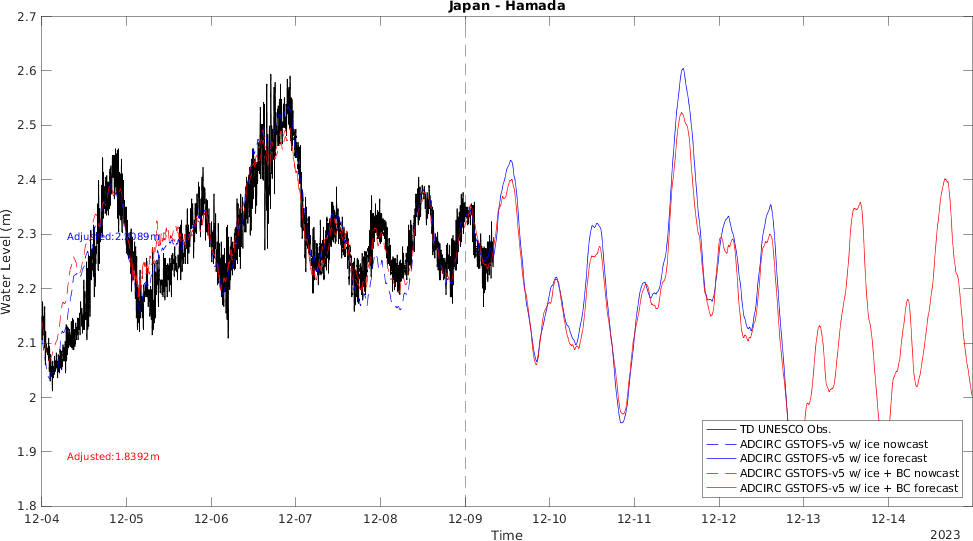 Japan - Hamada
Water Level (m)
2.7
2.6
2.5
2.4
2.3
2.2
2.1
2
1.9
1.8
Adjusted:1.8392m
TD UNESCO Obs.
ADCIRC GSTOFS-v5 w/ ice nowcast
ADCIRC GSTOFS-v5 w/ ice forecast
ADCIRC GSTOFS-v5 w/ ice + BC nowcast
ADCIRC GSTOFS-v5 w/ ice + BC forecast
12-04 12-05 12-06 12-07 12-08 12-09 12-10 12-11 12-12 12-13 12-14
Time
2023